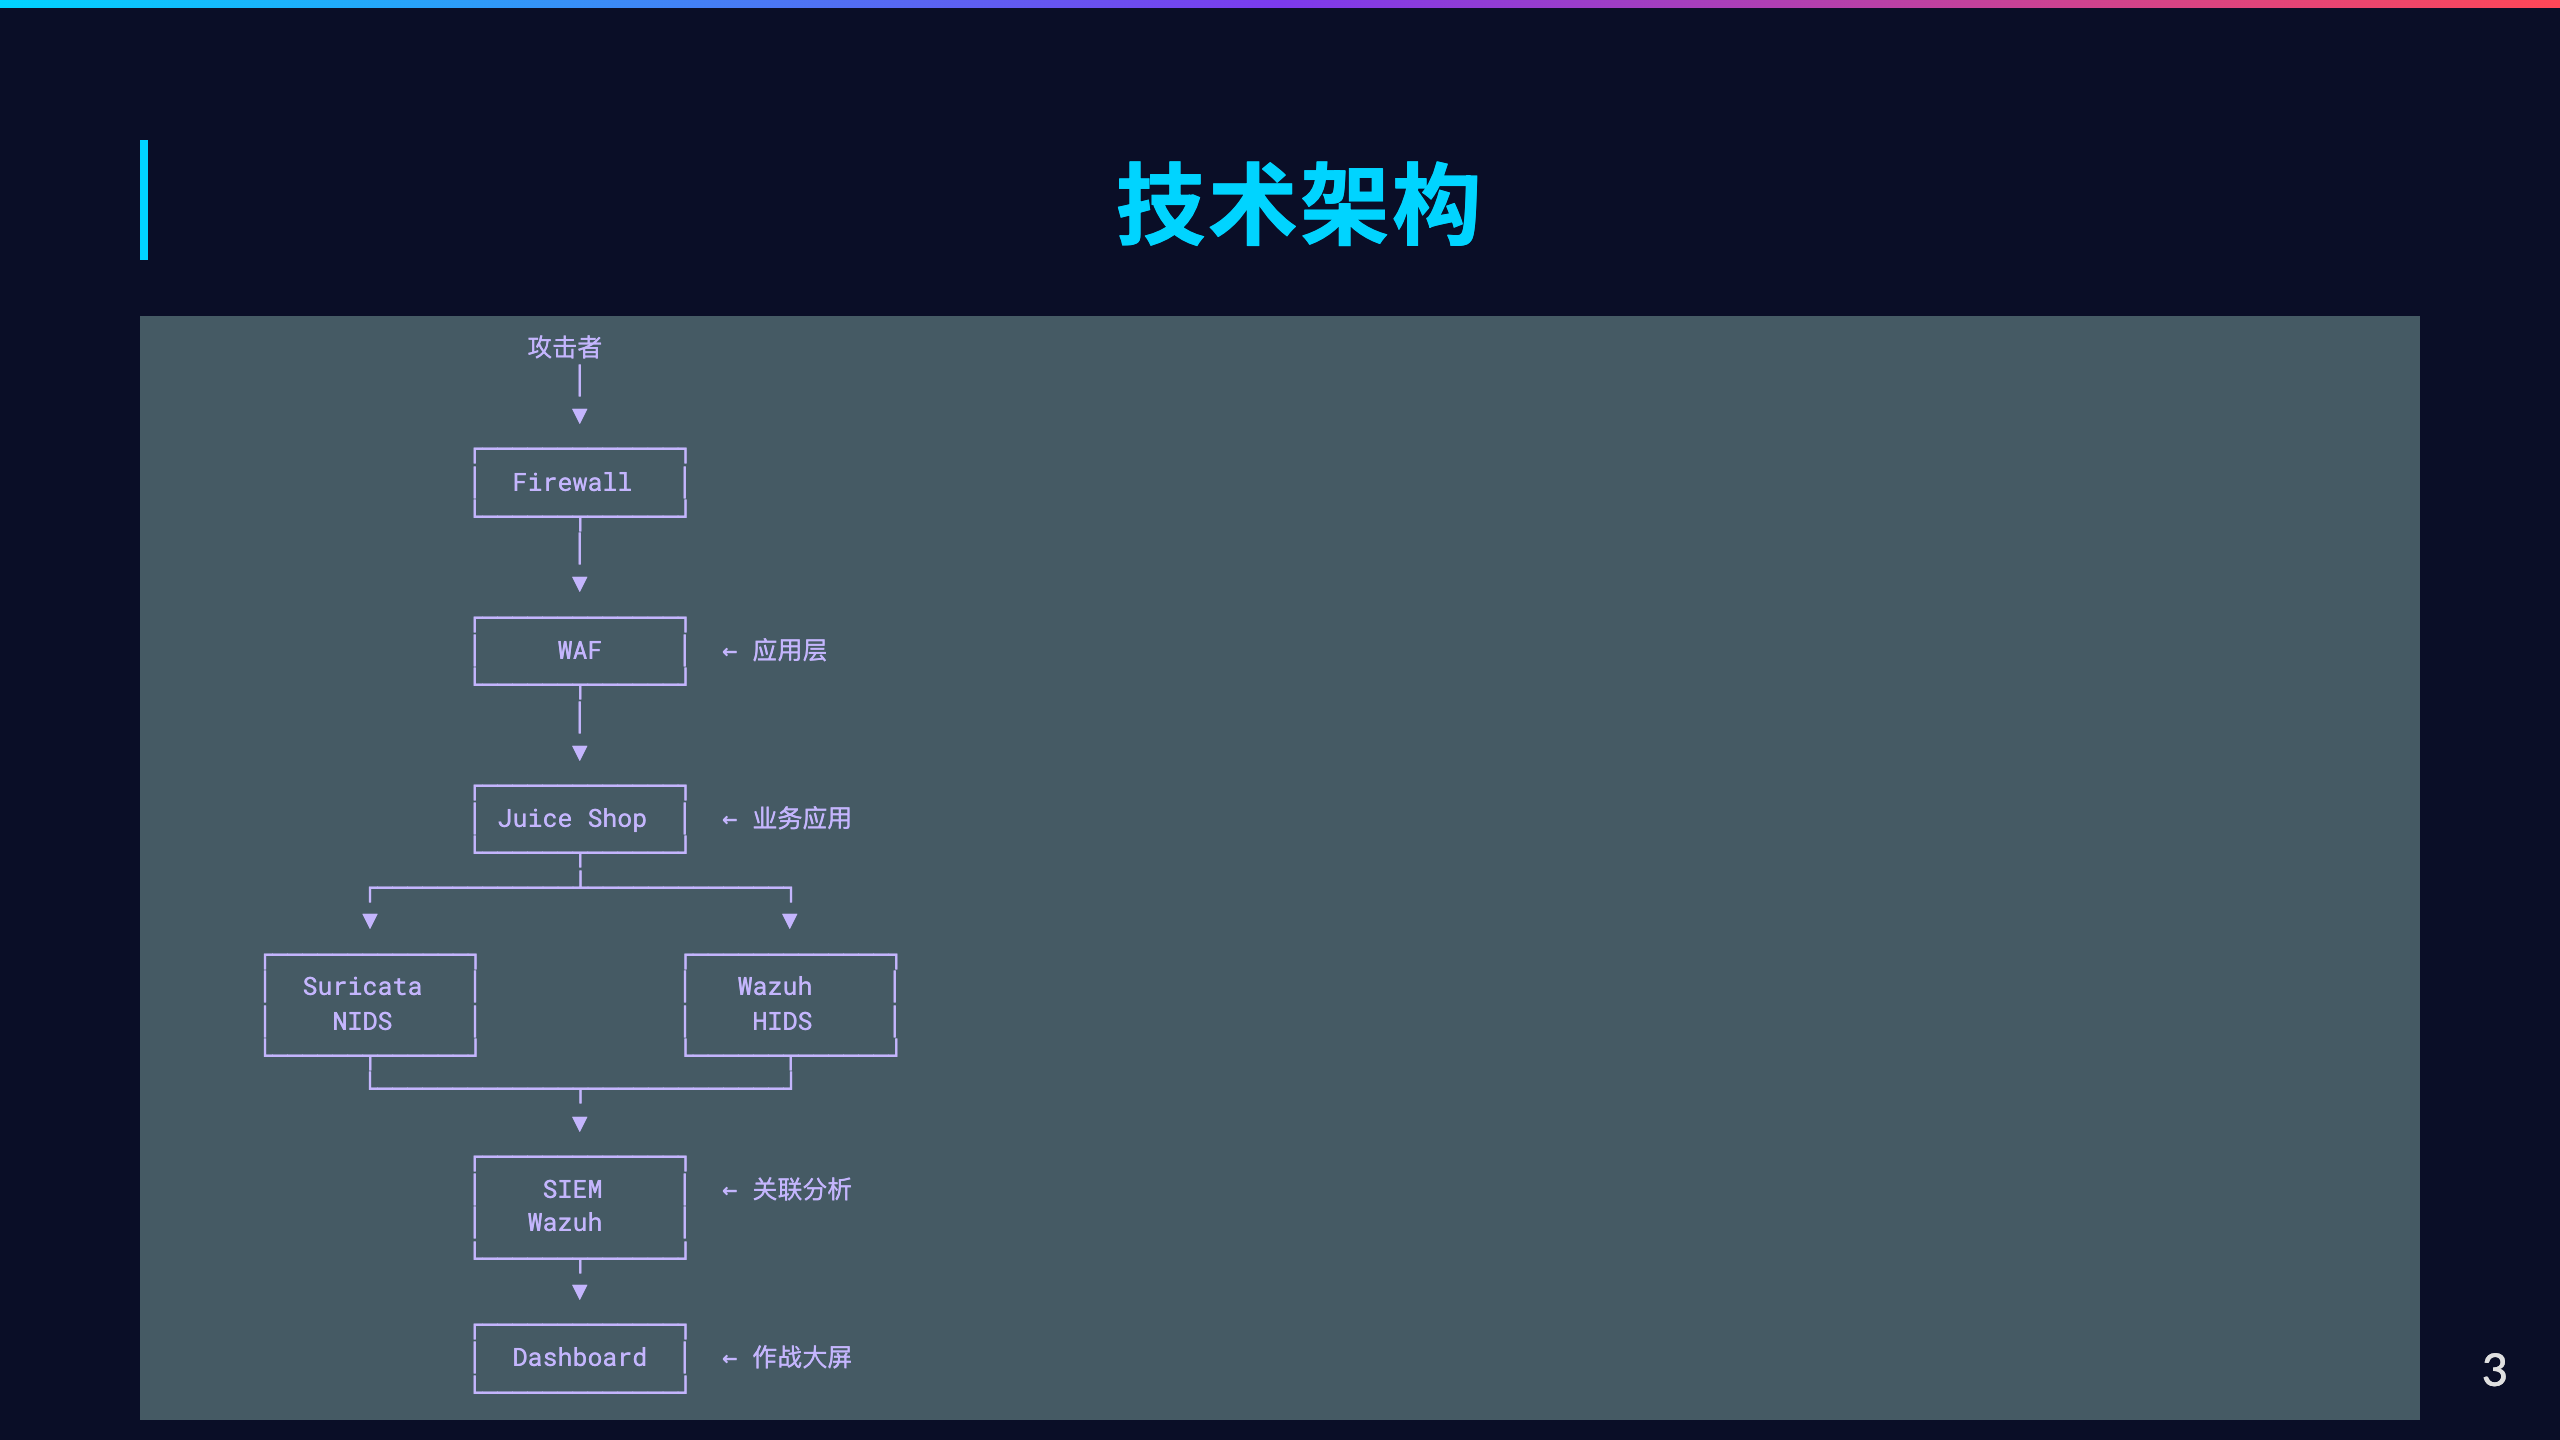 技术架构
攻击者
Firewall
WAF ← 应用层
Juice Shop ← 业务应用
Suricata Wazuh
NIDS HIDS
SIEM ← 关联分析
Wazuh
Dashboard ← 作战大屏
3